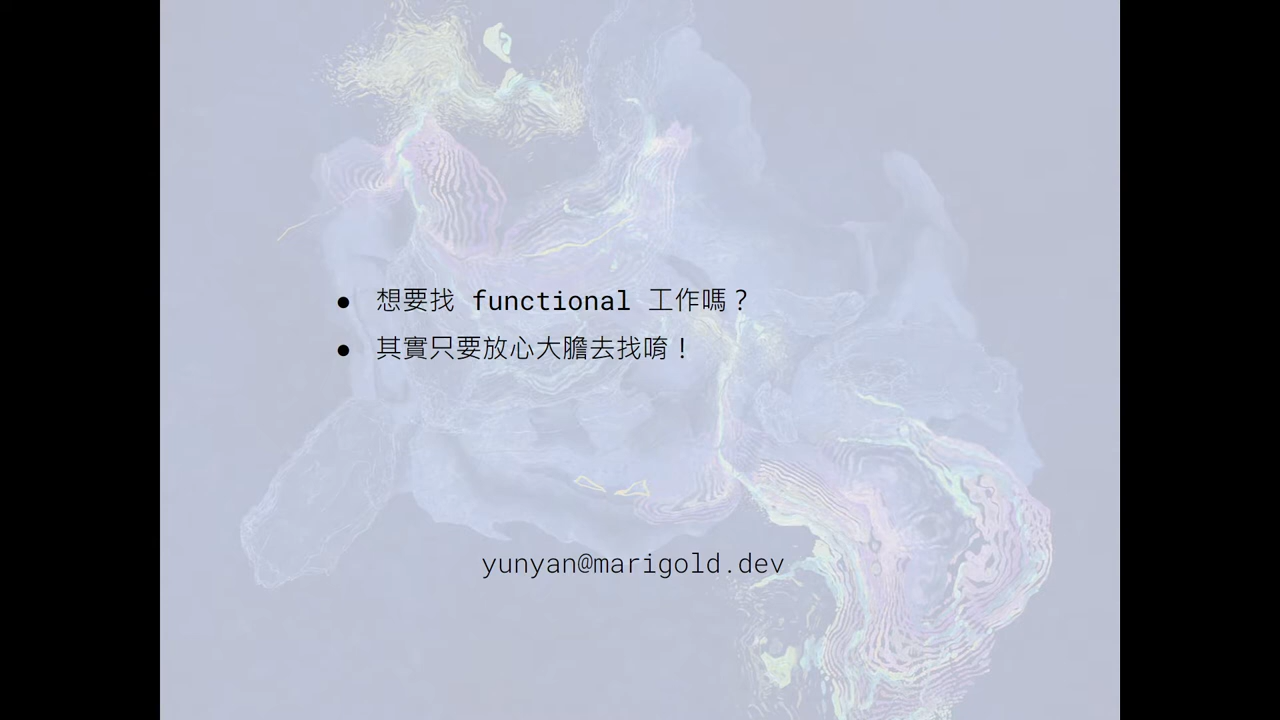 ● 想要找 functional 工作嗎？
● 其實只要放心大膽去找唷！
yunyan@marigold.dev